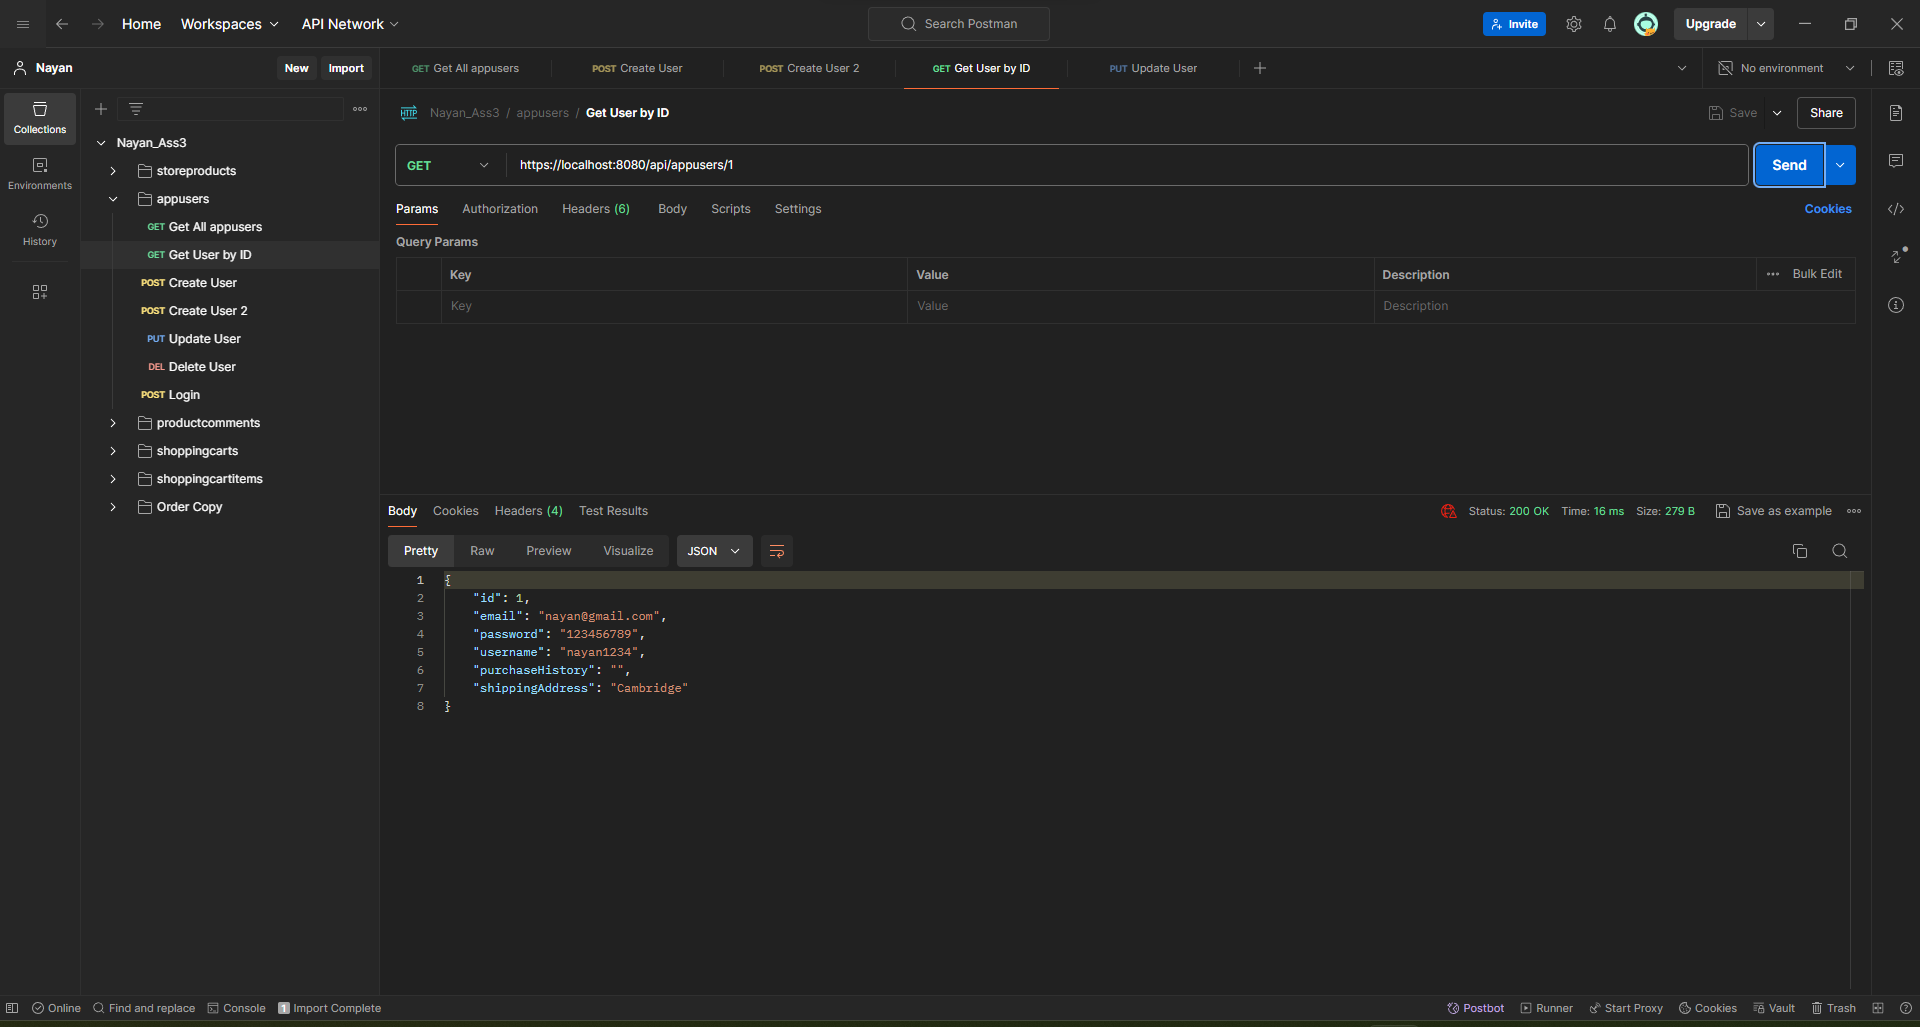 Home Workspaces API Network Search Postman Invite Upgrade
Nayan New Import GET Get All appusers POST Create User POST Create User 2 GET Get User by ID PUT Update User No environment
Collections
Environments
History
Nayan_Ass3
storeproducts
appusers
GET Get All appusers
GET Get User by ID
POST Create User
POST Create User 2
PUT Update User
DEL Delete User
POST Login
productcomments
shoppingcarts
shoppingcartitems
Order Copy
HTTP Nayan_Ass3 / appusers / Get User by ID Save Share
GET https://localhost:8080/api/appusers/1 Send
Params Authorization Headers (6) Body Scripts Settings Cookies
Query Params
Key Value Description Bulk Edit
Key Value Description
Body Cookies Headers (4) Test Results Status: 200 OK Time: 16 ms Size: 279 B Save as example
Pretty Raw Preview Visualize JSON
1 {
2 "id": 1,
3 "email": "nayan@gmail.com",
4 "password": "123456789",
5 "username": "nayan1234",
6 "purchaseHistory": "",
7 "shippingAddress": "Cambridge"
8 }
Online Find and replace Console 1 Import Complete Postbot Runner Start Proxy Cookies Vault Trash